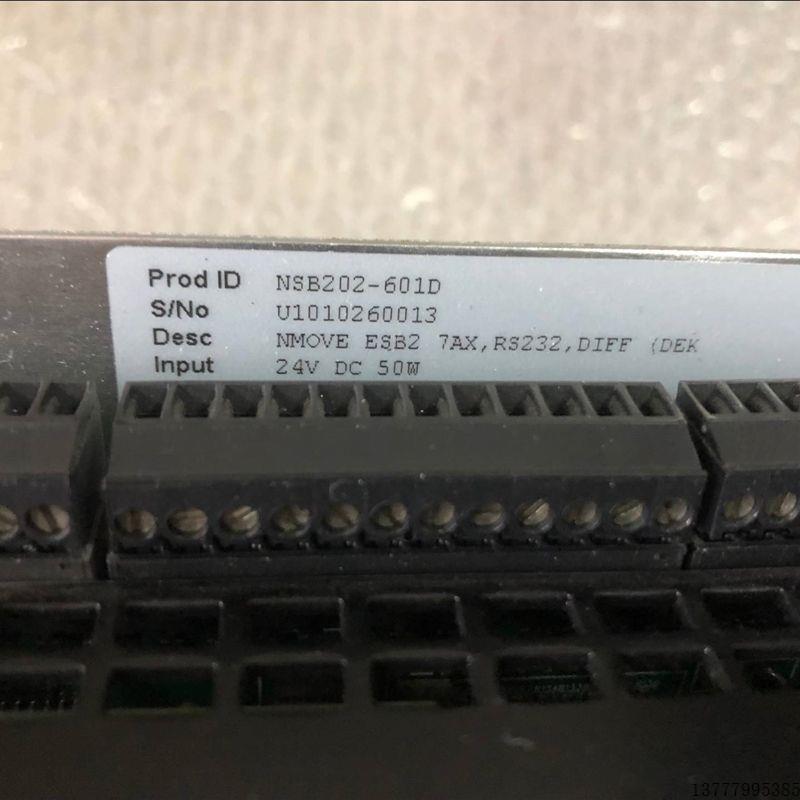 Prod ID NSB202-601D
S/No U1010260013
Desc NMOVE ESB2 7AX,RS232,DIFF (DEK
Input 24V DC 50W
13777995385